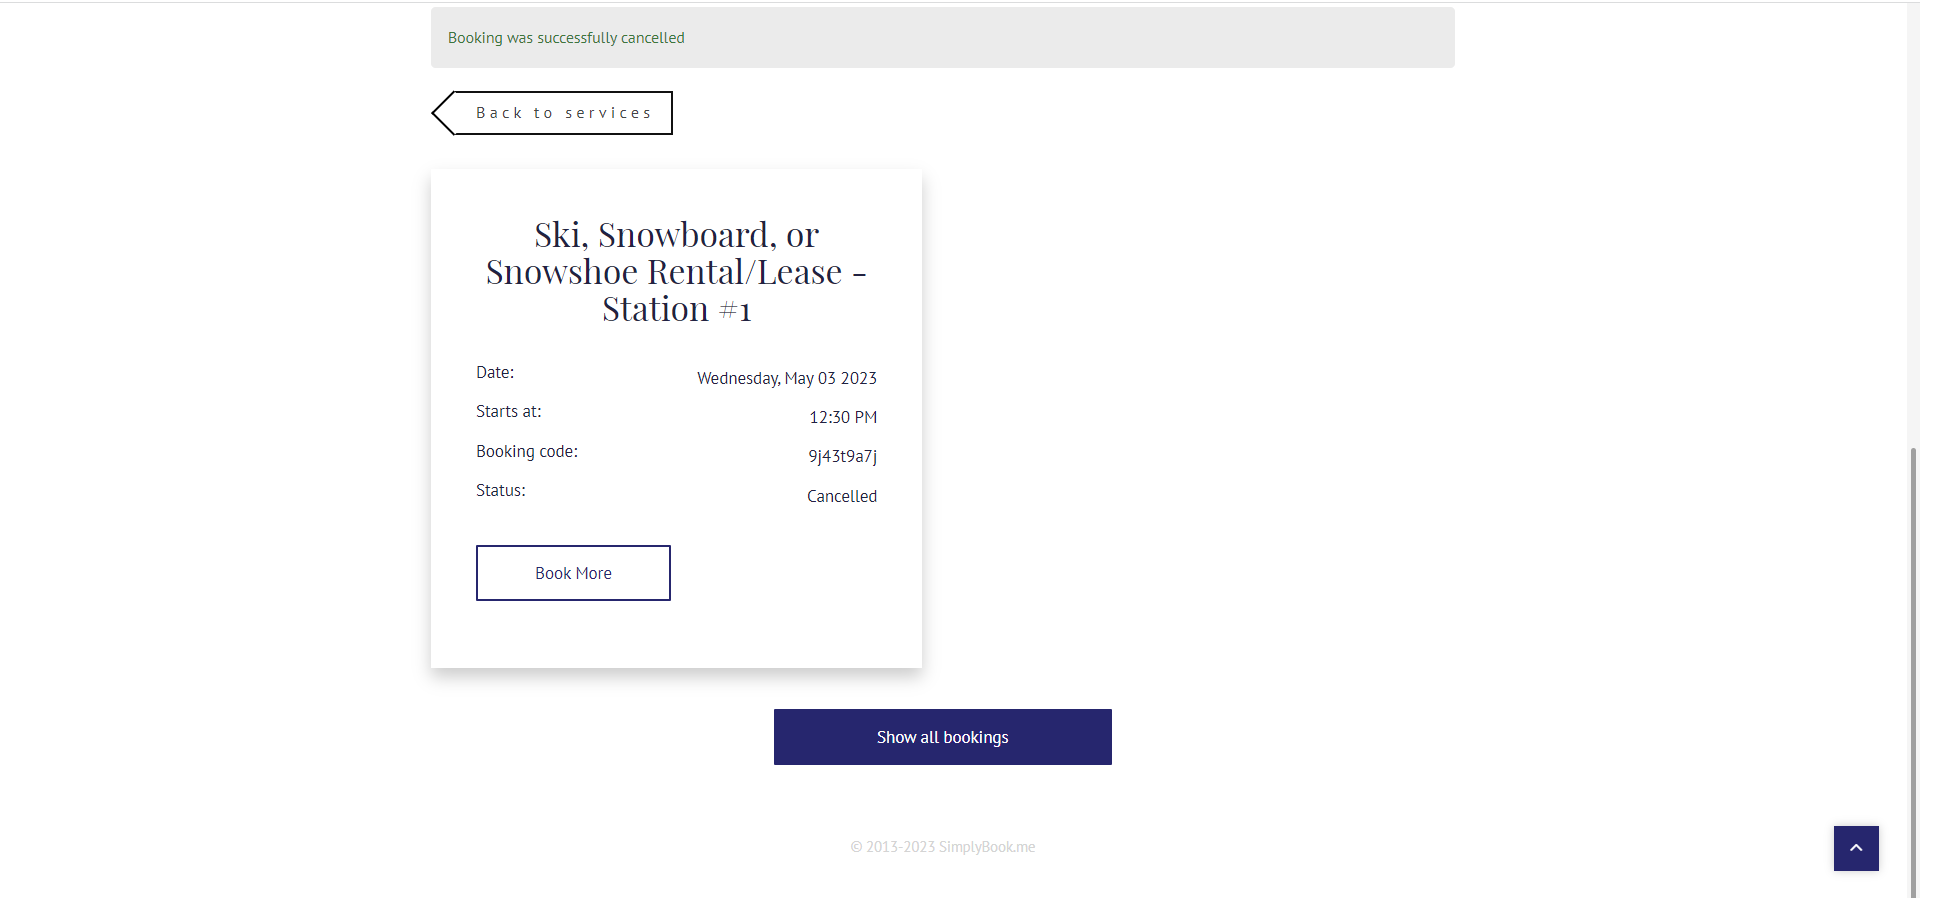 Booking was successfully cancelled
Back to services
Ski, Snowboard, or
Snowshoe Rental/Lease -
Station #1
Date: Wednesday, May 03 2023
Starts at: 12:30 PM
Booking code: 9j43t9a7j
Status: Cancelled
Book More
Show all bookings
© 2013-2023 SimplyBook.me